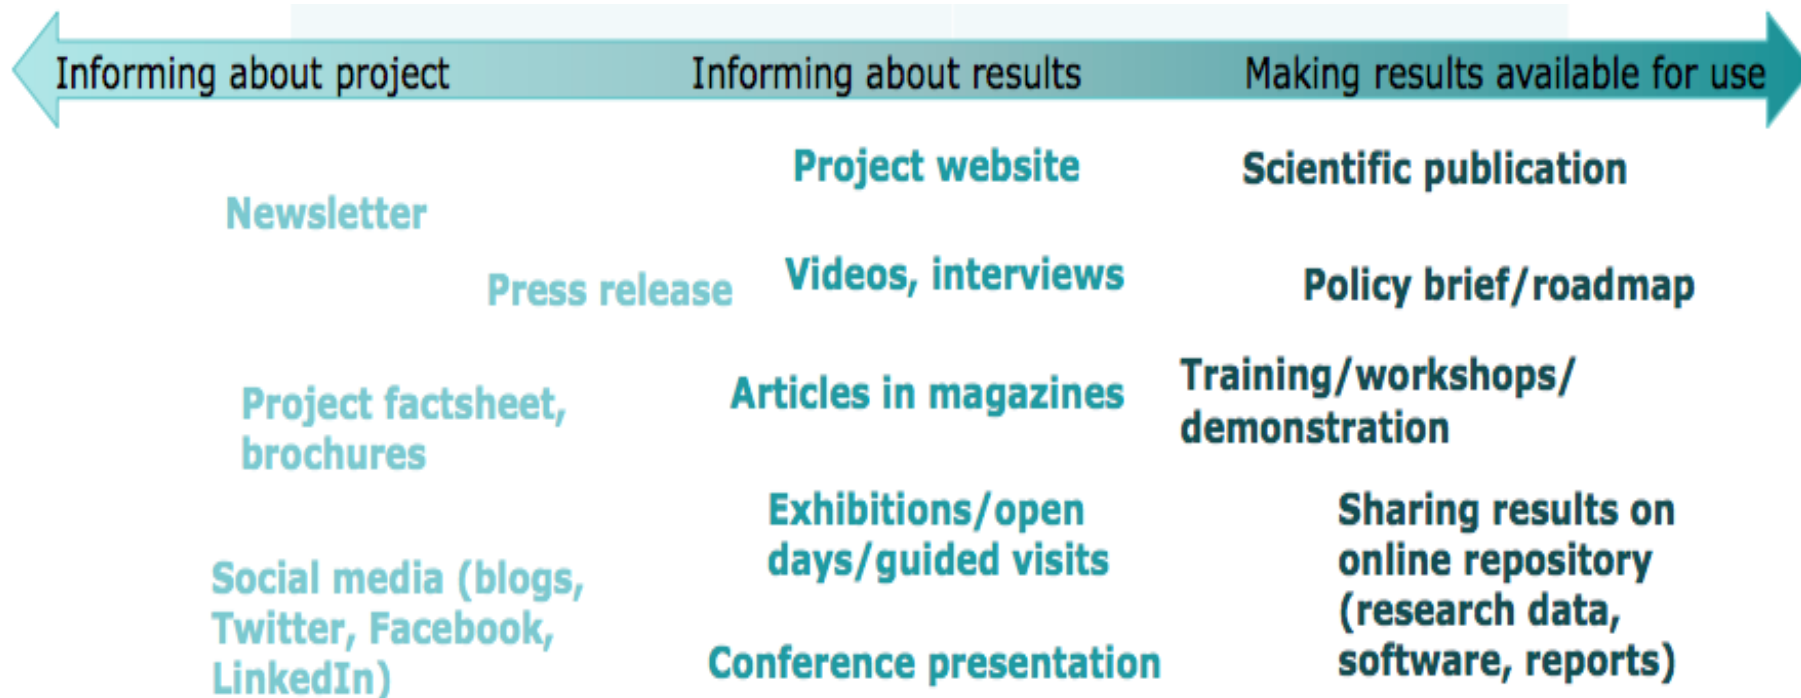 Informing about project
Informing about results
Making results available for use
Newsletter
Press release
Project factsheet,
brochures
Social media (blogs,
Twitter, Facebook,
LinkedIn)
Project website
Videos, interviews
Articles in magazines
Exhibitions/open
days/guided visits
Conference presentation
Scientific publication
Policy brief/roadmap
Training/workshops/
demonstration
Sharing results on
online repository
(research data,
software, reports)